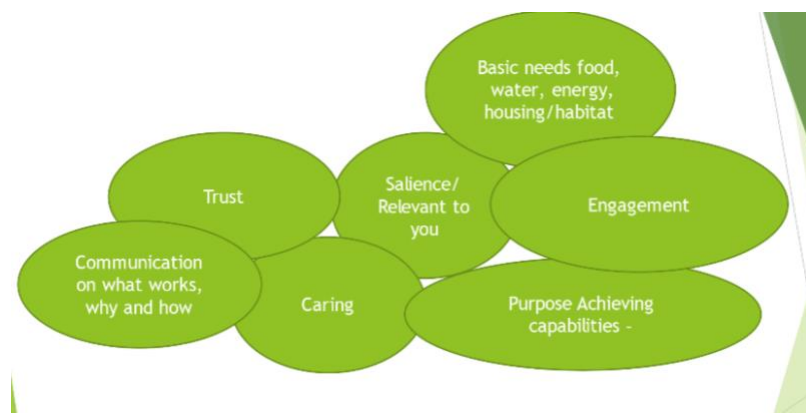 Basic needs food,
water, energy,
housing/habitat
Trust
Salience/
Relevant to
you
Engagement
Communication
on what works,
why and how
Caring
Purpose Achieving
capabilities -